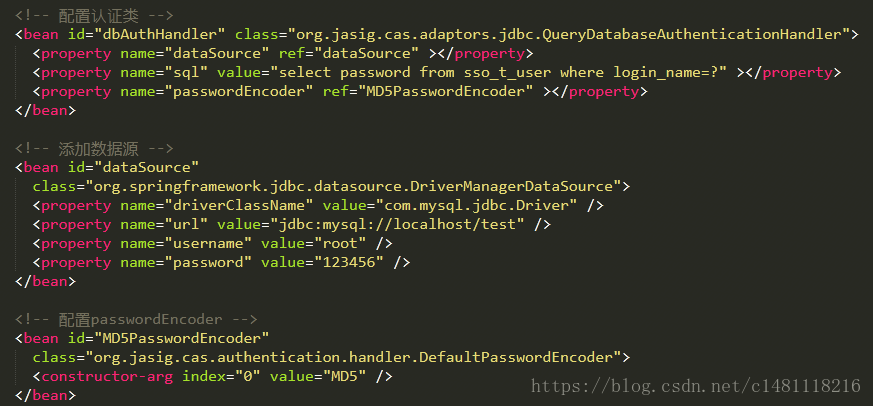 <!-- 配置认证类 -->
<bean id="dbAuthHandler" class="org.jasig.cas.adaptors.jdbc.QueryDatabaseAuthenticationHandler">
  <property name="dataSource" ref="dataSource" ></property>
  <property name="sql" value="select password from sso_t_user where login_name=?" ></property>
  <property name="passwordEncoder" ref="MD5PasswordEncoder" ></property>
</bean>
<!-- 添加数据源 -->
<bean id="dataSource"
  class="org.springframework.jdbc.datasource.DriverManagerDataSource">
  <property name="driverClassName" value="com.mysql.jdbc.Driver" />
  <property name="url" value="jdbc:mysql://localhost/test" />
  <property name="username" value="root" />
  <property name="password" value="123456" />
</bean>
<!-- 配置passwordEncoder -->
<bean id="MD5PasswordEncoder"
  class="org.jasig.cas.authentication.handler.DefaultPasswordEncoder">
  <constructor-arg index="0" value="MD5" />
</bean>
https://blog.csdn.net/c1481118216